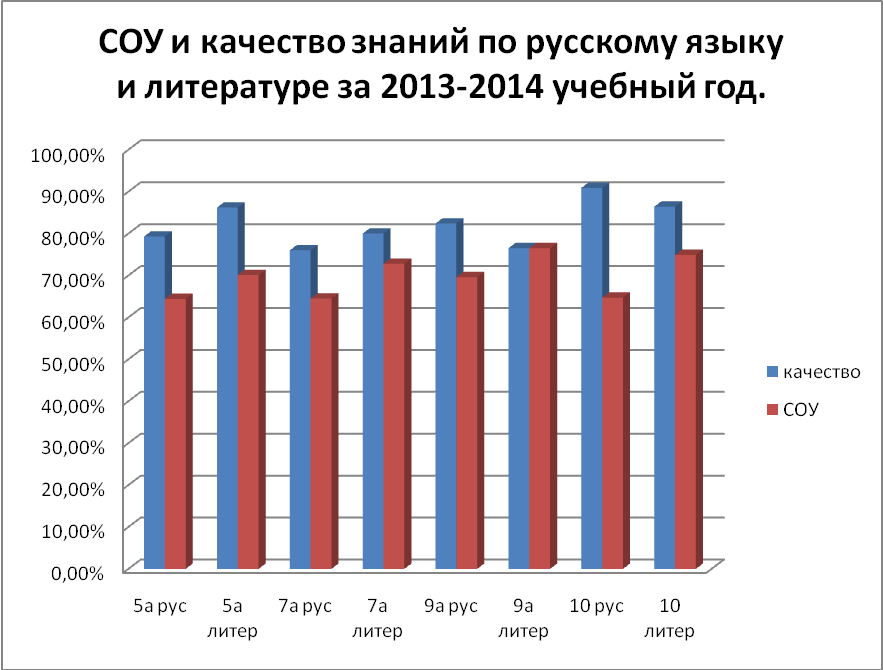 СОУ и качество знаний по русскому языку
и литературе за 2013-2014 учебный год.
100,00%
90,00%
80,00%
70,00%
60,00%
50,00%
40,00%
30,00%
20,00%
10,00%
0,00%
качество
СОУ
5а рус
5а
литер
7а рус
7а
литер
9а рус
9а
литер
10 рус
10
литер